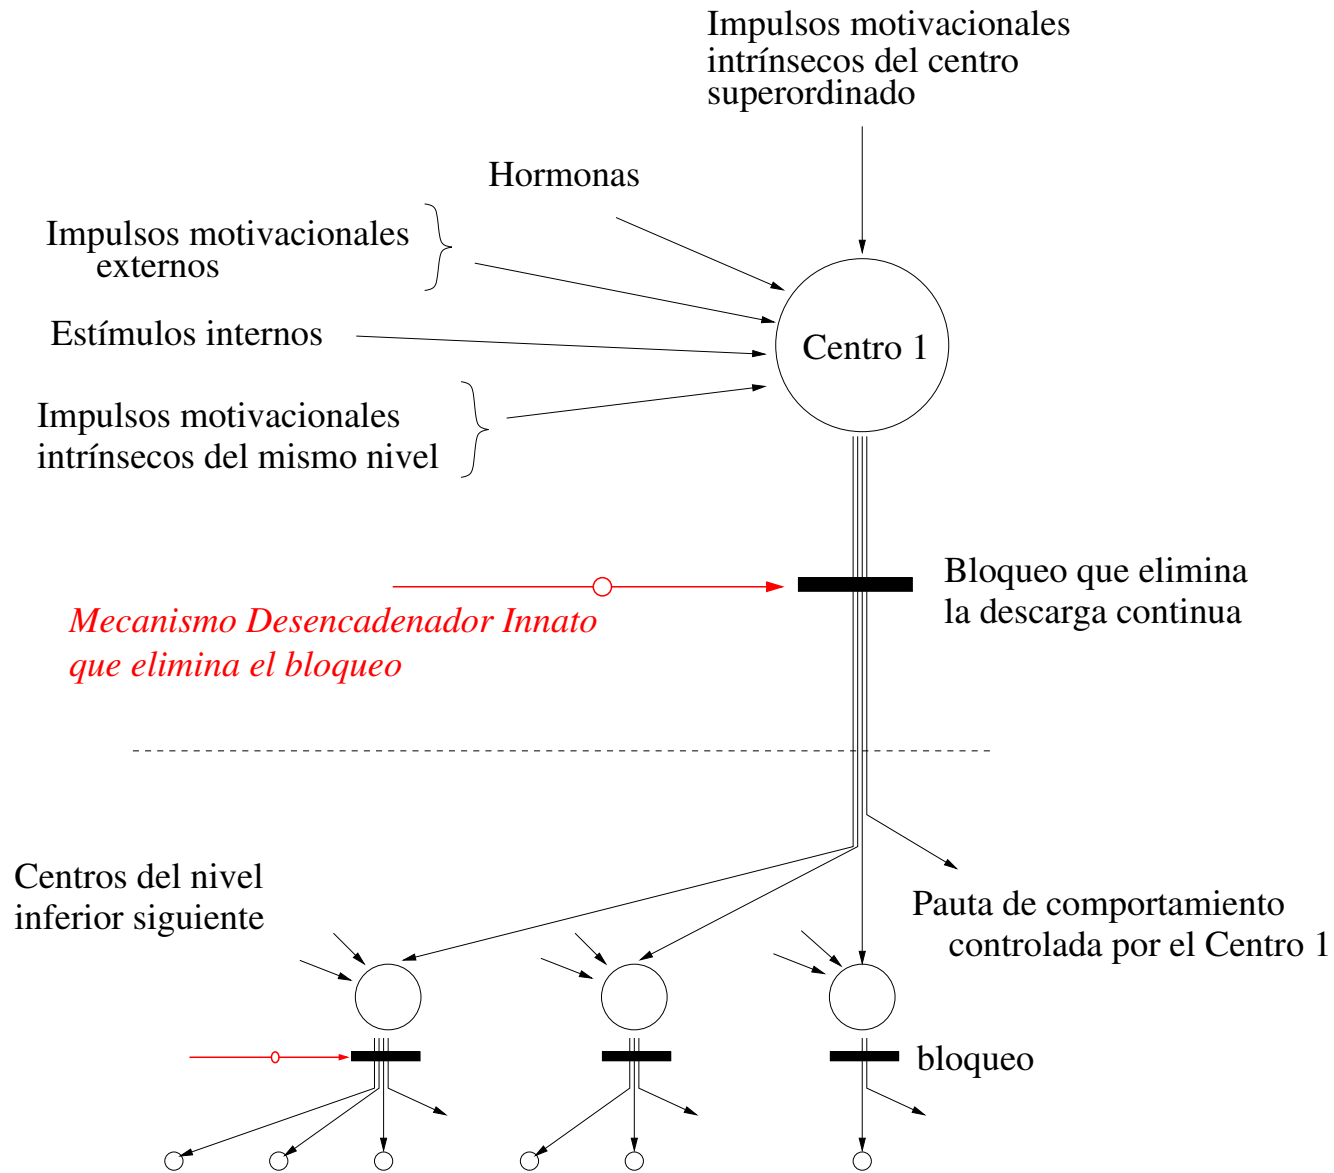 Impulsos motivacionales
intrínsecos del centro
superordinado
Hormonas
Impulsos motivacionales
externos
Estímulos internos
Centro 1
Impulsos motivacionales
intrínsecos del mismo nivel
Bloqueo que elimina
la descarga continua
Mecanismo Desencadenador Innato
que elimina el bloqueo
Centros del nivel
inferior siguiente
Pauta de comportamiento
controlada por el Centro 1
bloqueo